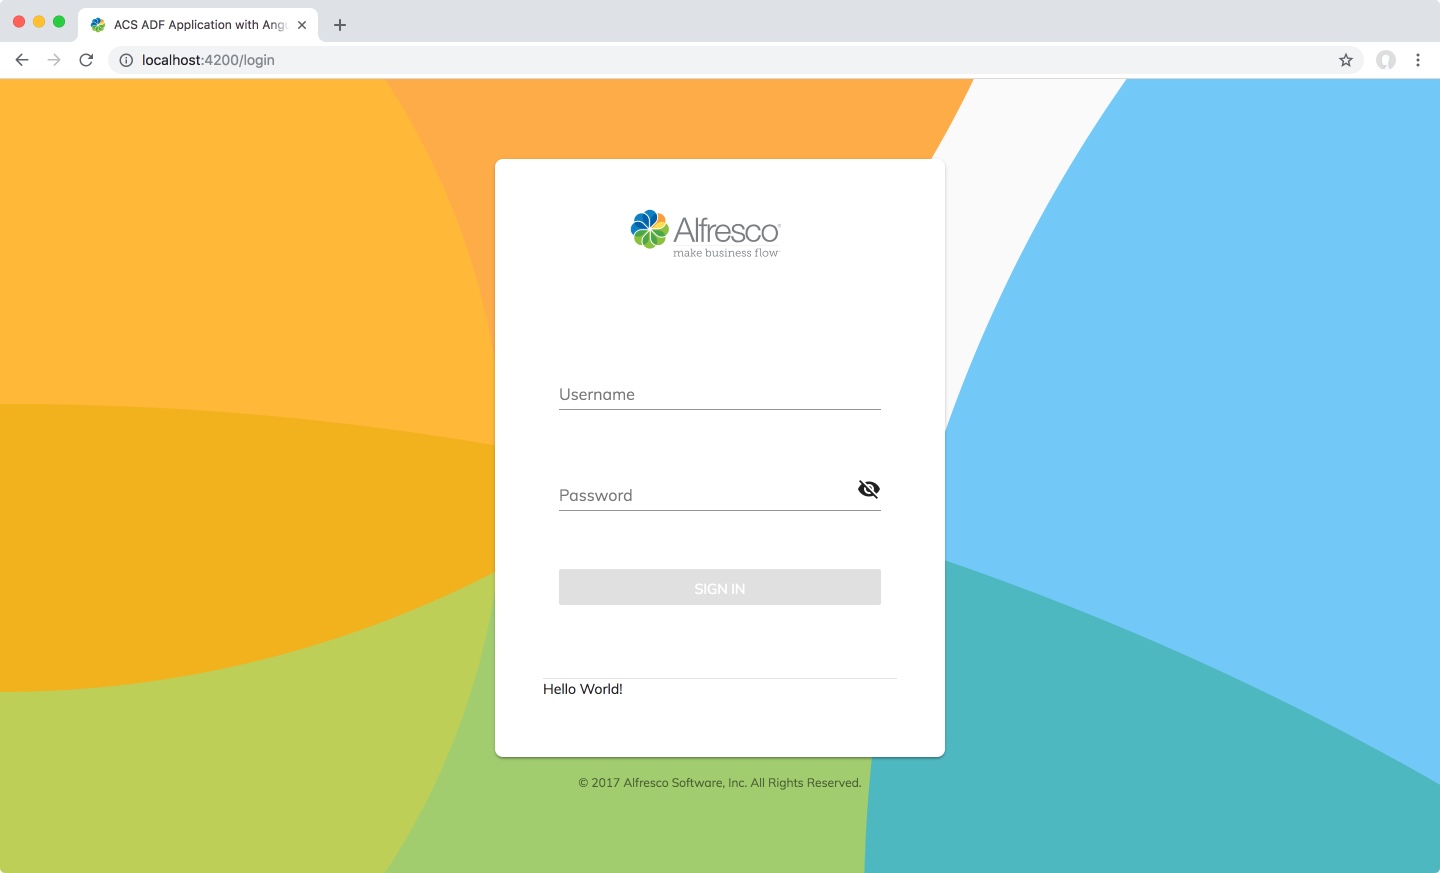 ACS ADF Application with Angu
localhost:4200/login
Alfresco
make business flow
Username
Password
SIGN IN
Hello World!
© 2017 Alfresco Software, Inc. All Rights Reserved.